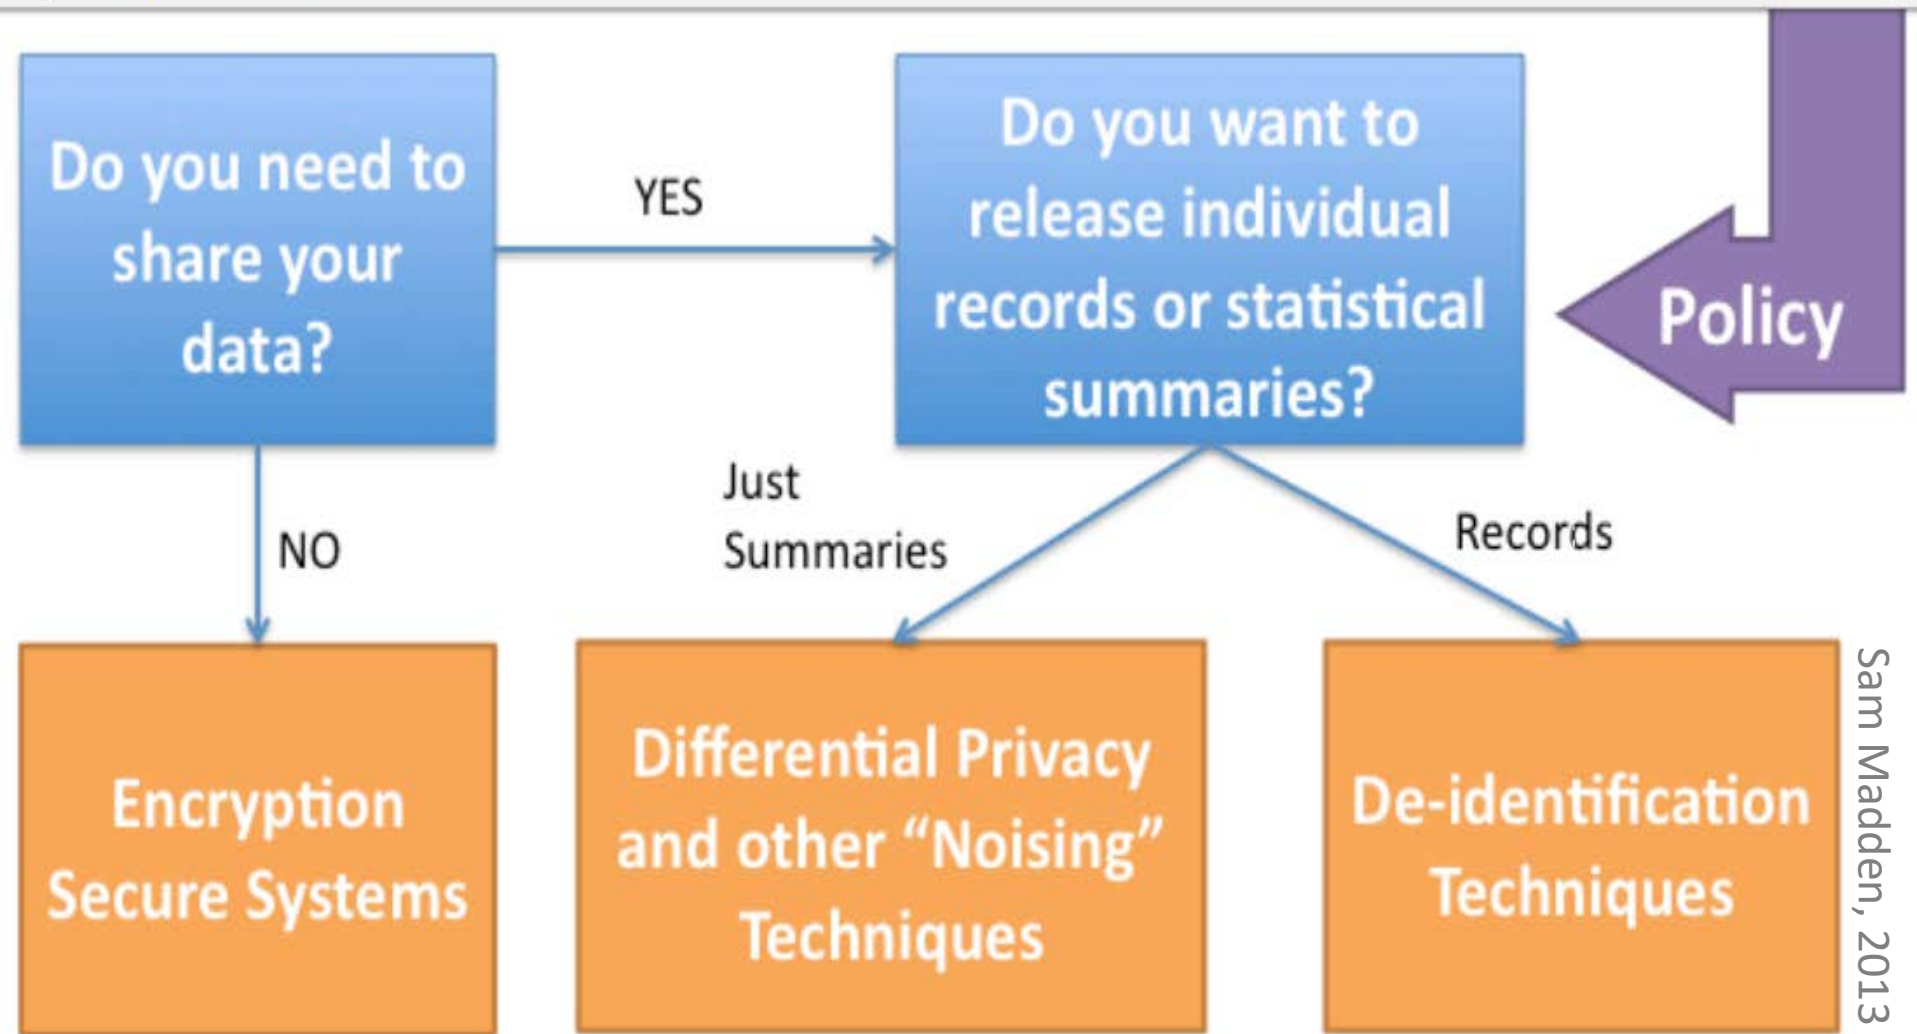 Do you need to
share your
data?
YES
Do you want to
release individual
records or statistical
summaries?
Policy
NO
Just
Summaries
Records
Encryption
Secure Systems
Differential Privacy
and other “Noising”
Techniques
De-identification
Techniques
Sam Madden, 2013